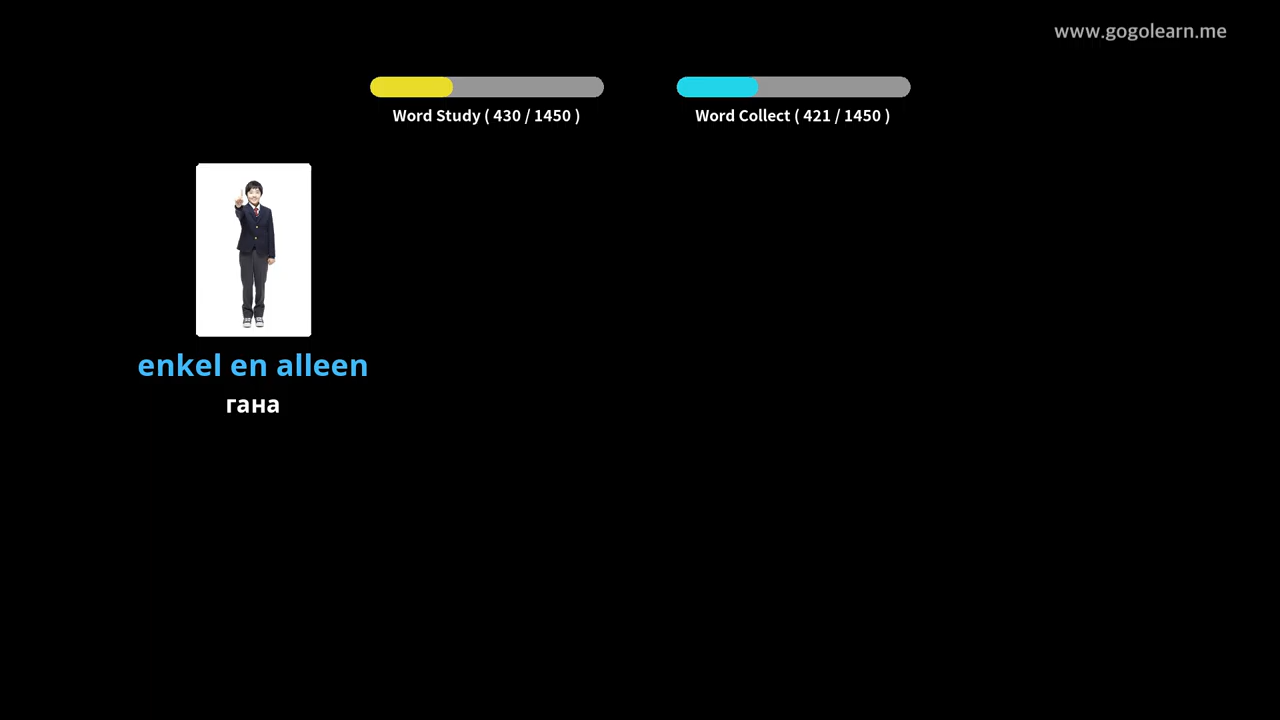 www.gogolearn.me
Word Study ( 430 / 1450 )
Word Collect ( 421 / 1450 )
enkel en alleen
гана